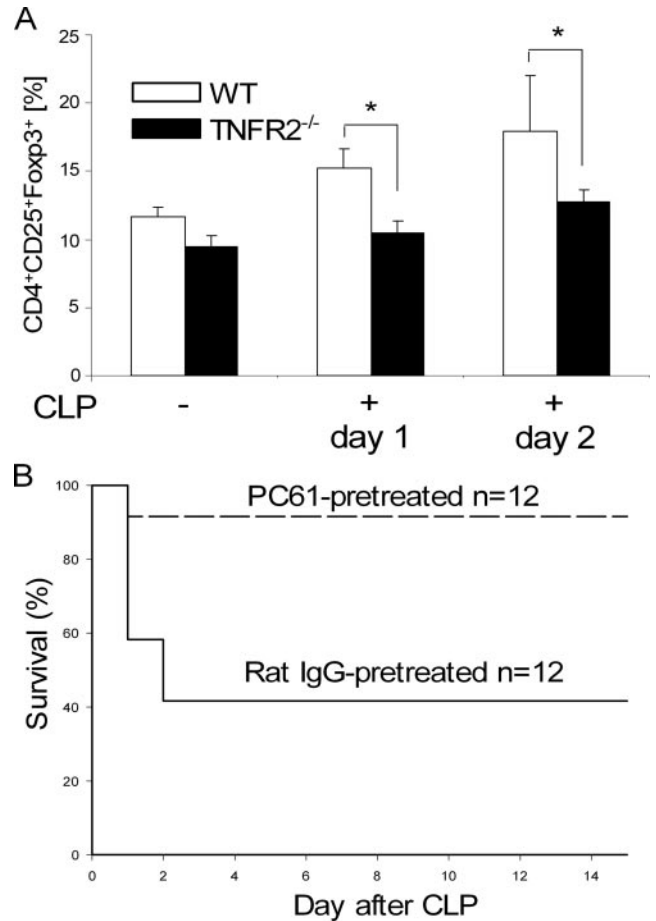 A
25
20
15
10
5
0
CD4⁺CD25⁺Foxp3⁺ [%]
WT
TNFR2⁻/⁻
*
*
CLP - + +
day 1 day 2
B
100
80
60
40
20
0
Survival (%)
PC61-pretreated n=12
Rat IgG-pretreated n=12
0 2 4 6 8 10 12 14
Day after CLP